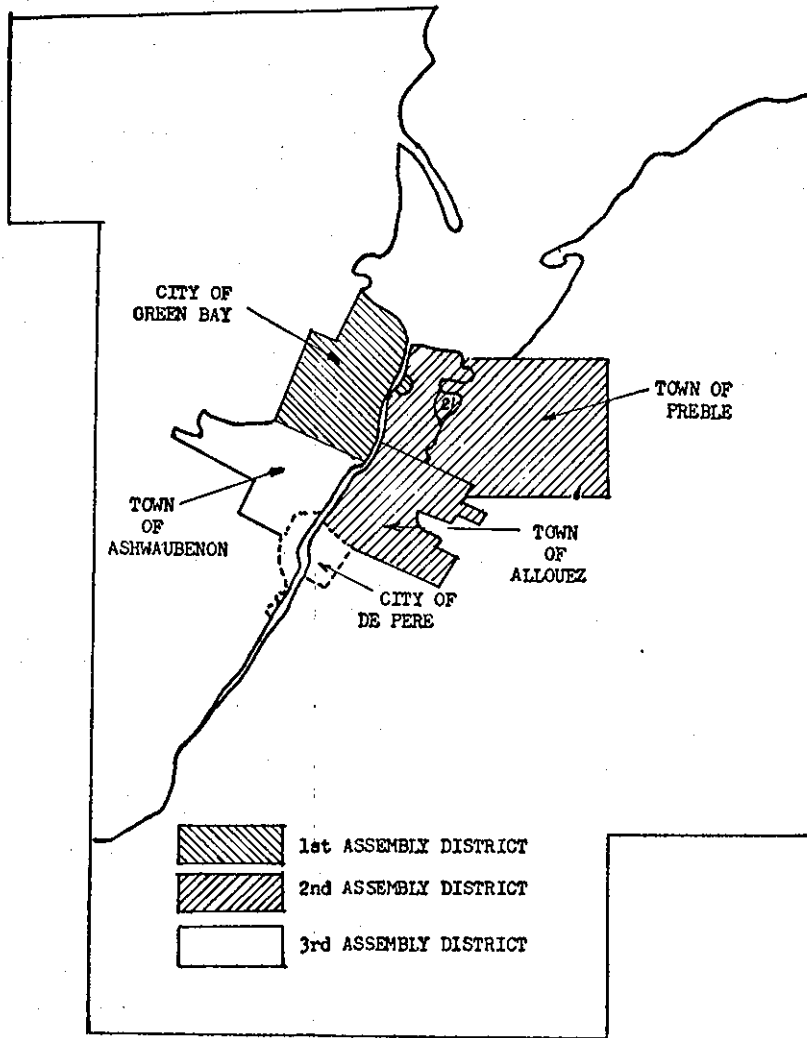 CITY OF
GREEN BAY
TOWN OF
PREBLE
21
TOWN
OF
ASHWAUBENON
TOWN
OF
ALLOUEZ
CITY OF
DE PERE
1st ASSEMBLY DISTRICT
2nd ASSEMBLY DISTRICT
3rd ASSEMBLY DISTRICT